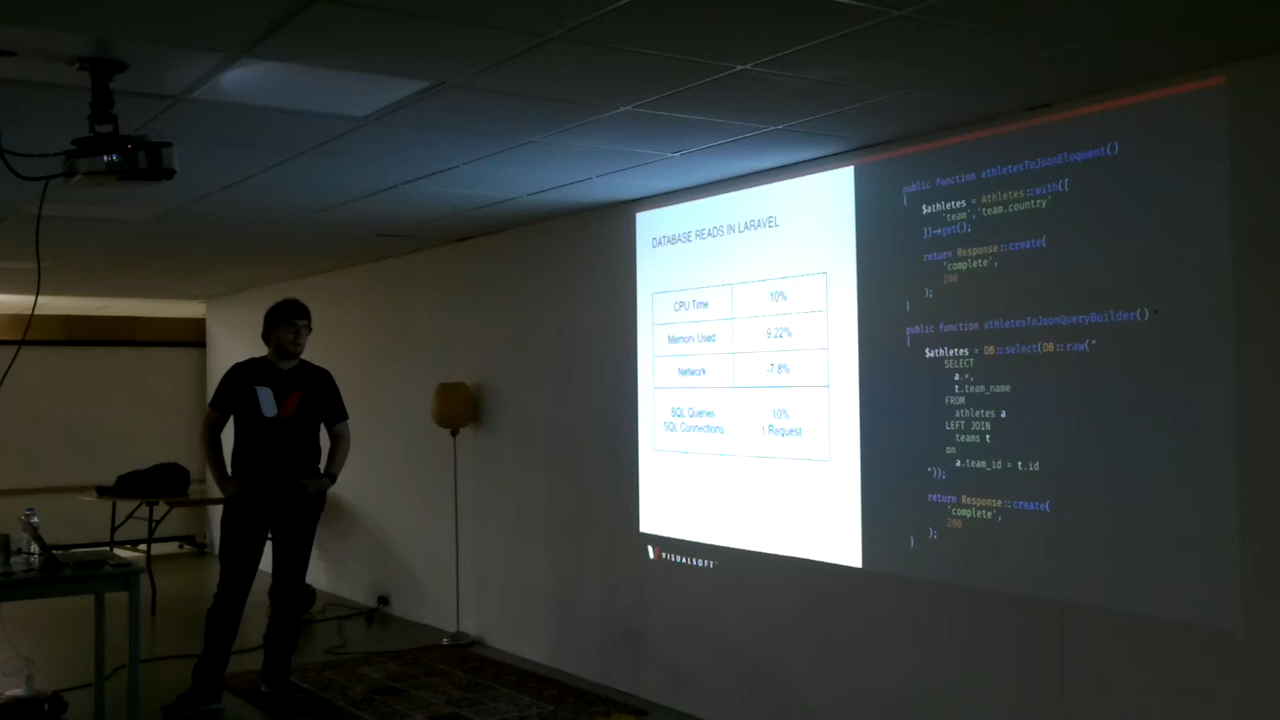 DATABASE READS IN LARAVEL
CPU Time 10%
Memory Used 9.22%
Network -7.8%
SQL Queries 10%
SQL Connections 1 Request
VISUALSOFT
public function athletesToJsonEloquent()
{
$athletes = Athletes::with([
'team','team.country'
])->get();
return Response::create(
'complete',
200
);
}
public function athletesToJsonQueryBuilder()
{
$athletes = DB::select(DB::raw("
SELECT
a.*,
t.team_name
FROM
athletes a
LEFT JOIN
teams t
on
a.team_id = t.id
"));
return Response::create(
'complete',
200
);
}